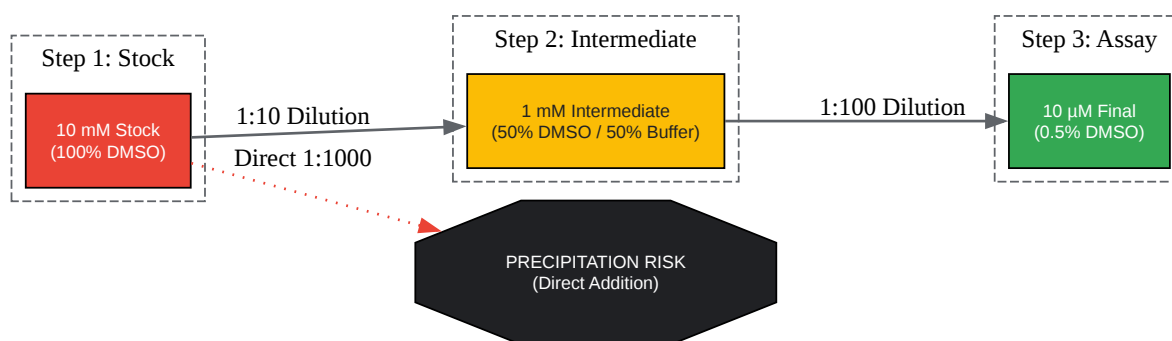 Step 1: Stock
10 mM Stock
(100% DMSO)
1:10 Dilution
Direct 1:1000
Step 2: Intermediate
1 mM Intermediate
(50% DMSO / 50% Buffer)
1:100 Dilution
Step 3: Assay
10 µM Final
(0.5% DMSO)
PRECIPITATION RISK
(Direct Addition)